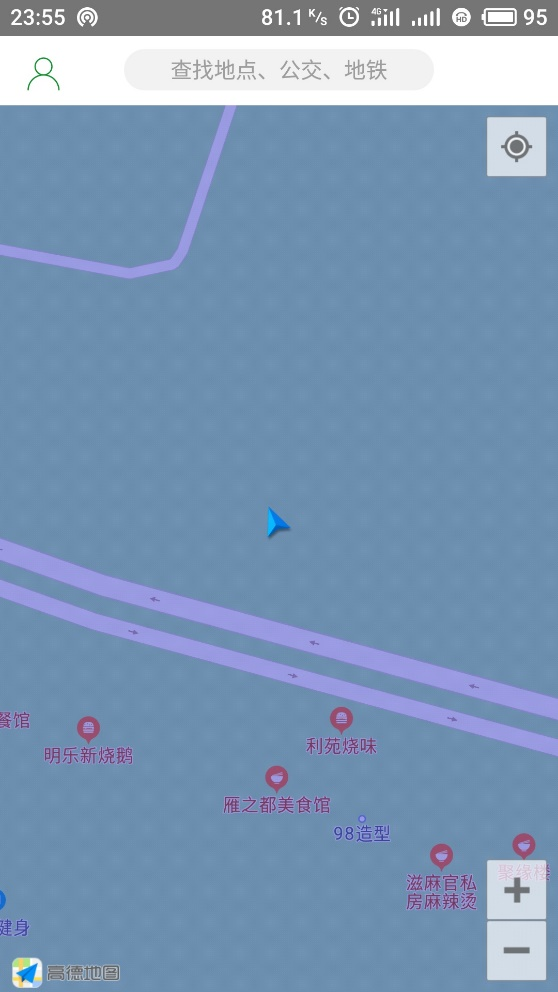 23:55
81.1 K/s
4G
HD
95
查找地点、公交、地铁
餐馆
明乐新烧鹅
利苑烧味
雁之都美食馆
98造型
滋麻官私
房麻辣烫
聚缘楼
健身
高德地图